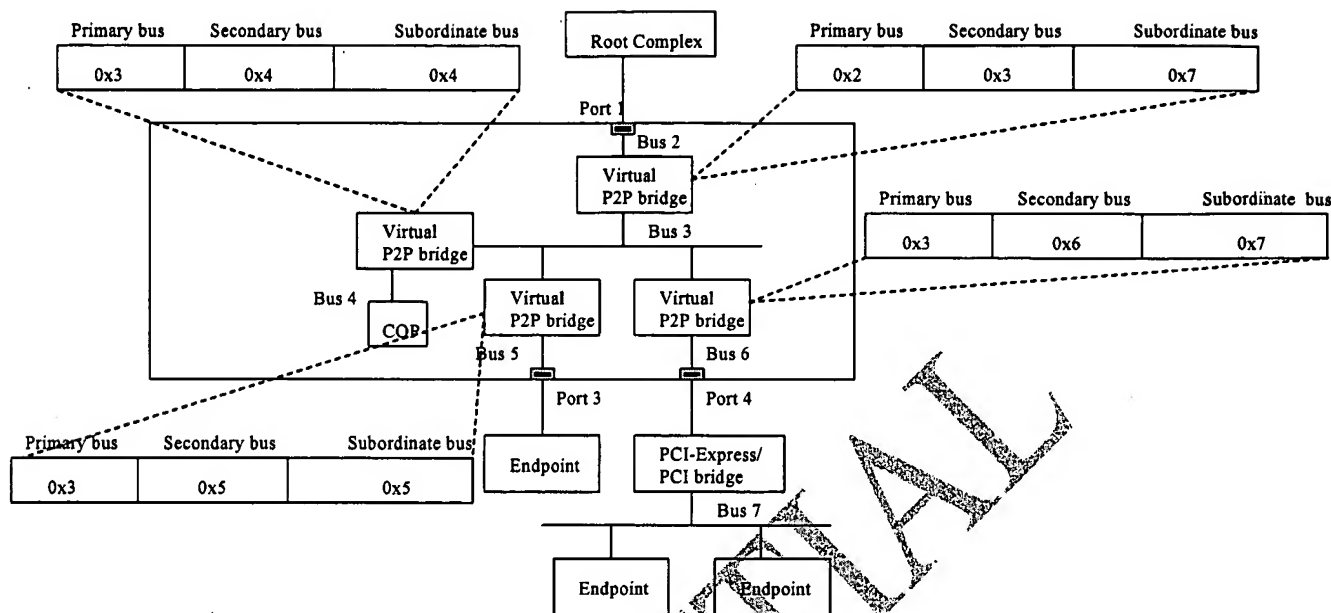 Primary bus Secondary bus Subordinate bus
0x3 0x4 0x4
Root Complex
Primary bus Secondary bus Subordinate bus
0x2 0x3 0x7
Port 1
Bus 2
Virtual
P2P bridge
Primary bus Secondary bus Subordinate bus
0x3 0x6 0x7
Virtual
P2P bridge
Bus 3
Bus 4
Virtual
P2P bridge
Virtual
P2P bridge
Bus 5
Bus 6
Port 3
Port 4
Primary bus Secondary bus Subordinate bus
0x3 0x5 0x5
Endpoint
PCI-Express/
PCI bridge
Bus 7
Endpoint
Endpoint